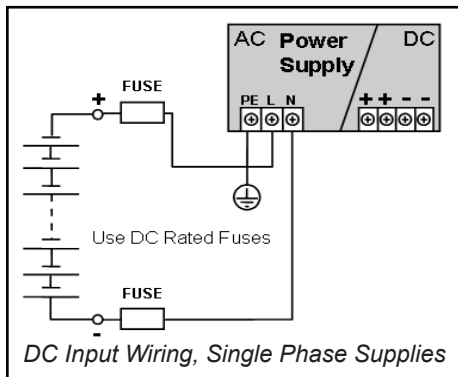 AC Power Supply DC
PE L N + + - -
+ FUSE
Use DC Rated Fuses
FUSE
-
DC Input Wiring, Single Phase Supplies